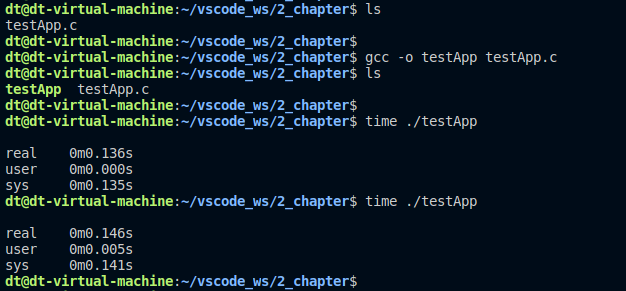 dt@dt-virtual-machine:~/vscode_ws/2_chapter$ ls
testApp.c
dt@dt-virtual-machine:~/vscode_ws/2_chapter$
dt@dt-virtual-machine:~/vscode_ws/2_chapter$ gcc -o testApp testApp.c
dt@dt-virtual-machine:~/vscode_ws/2_chapter$ ls
testApp  testApp.c
dt@dt-virtual-machine:~/vscode_ws/2_chapter$
dt@dt-virtual-machine:~/vscode_ws/2_chapter$ time ./testApp

real    0m0.136s
user    0m0.000s
sys     0m0.135s
dt@dt-virtual-machine:~/vscode_ws/2_chapter$ time ./testApp

real    0m0.146s
user    0m0.005s
sys     0m0.141s
dt@dt-virtual-machine:~/vscode_ws/2_chapter$